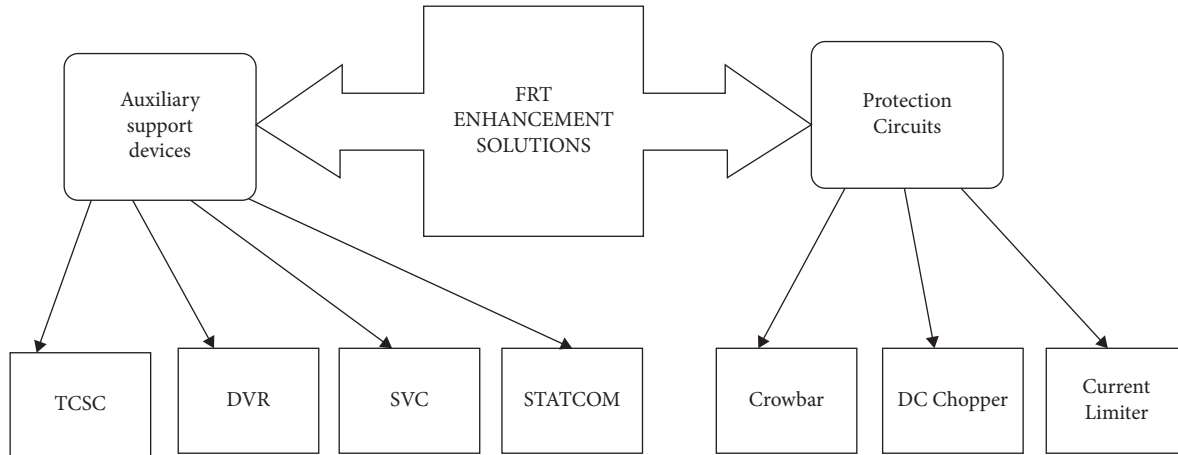 Auxiliary
support
devices
FRT
ENHANCEMENT
SOLUTIONS
Protection
Circuits
TCSC
DVR
SVC
STATCOM
Crowbar
DC Chopper
Current
Limiter